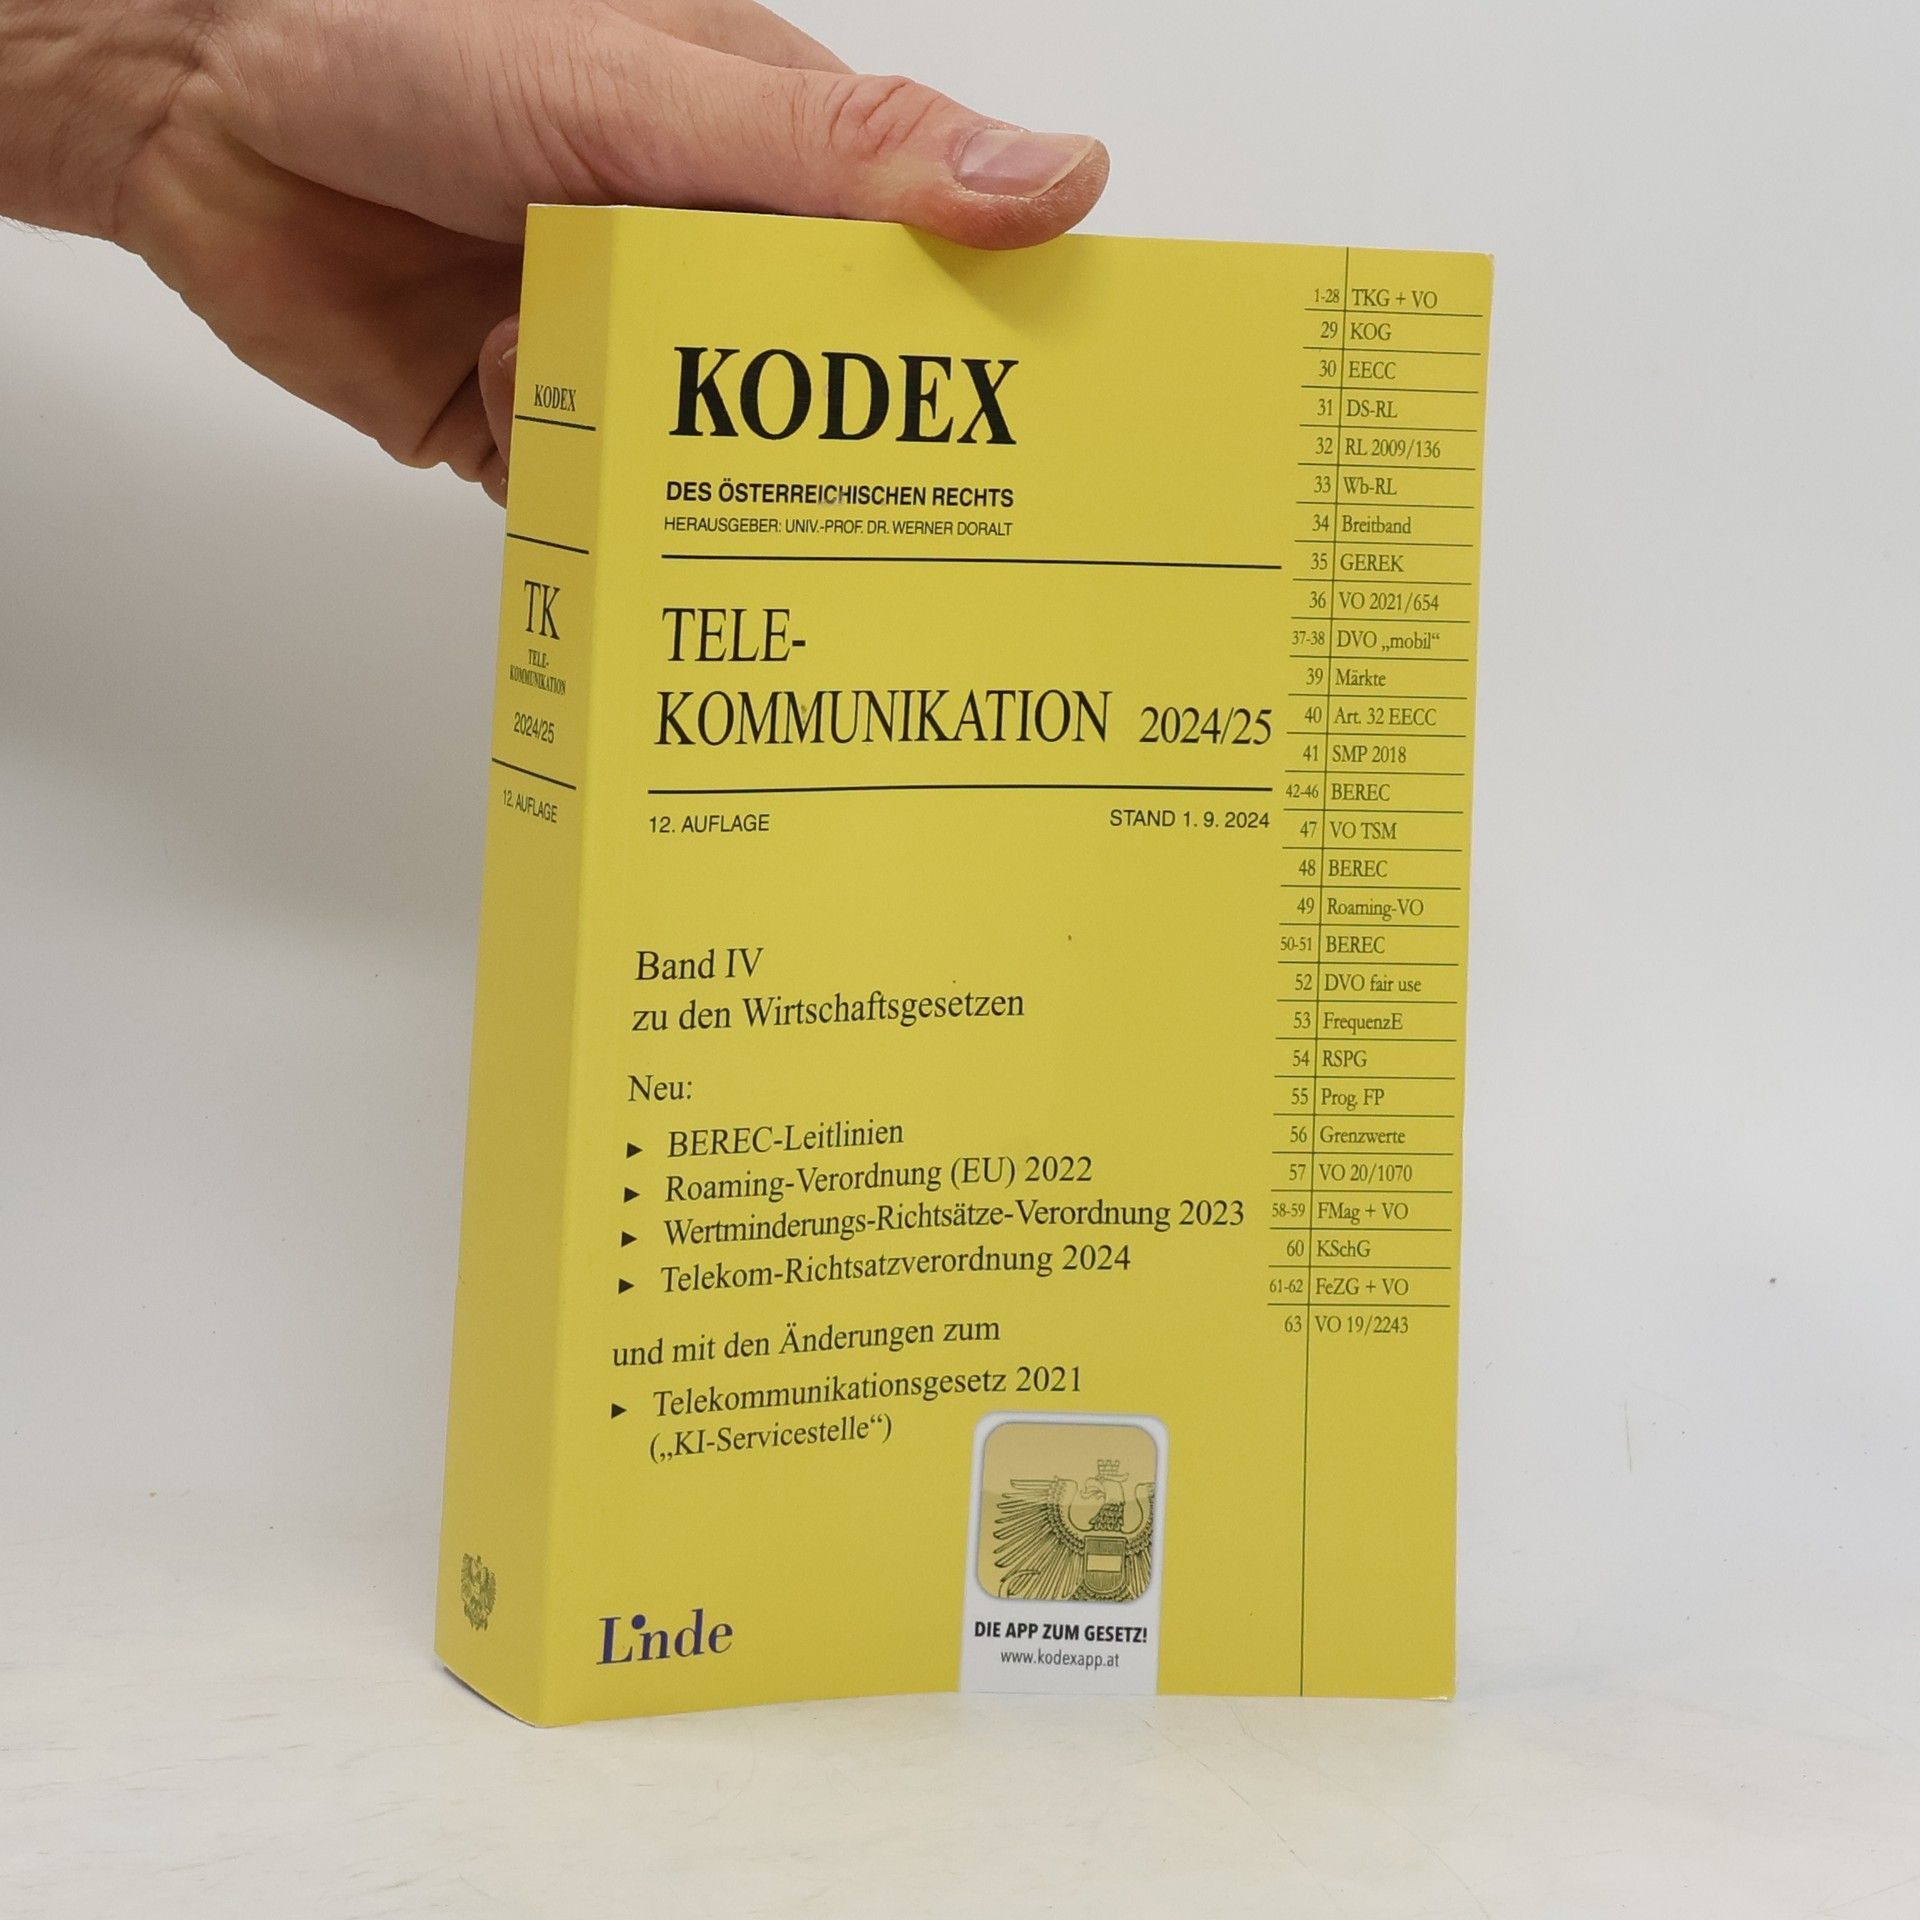 KODEX
TK
TELE-
KOMMUNIKATION
2024/25
12. AUFLAGE
KODEX
DES ÖSTERREICHISCHEN RECHTS
HERAUSGEBER: UNIV.-PROF. DR. WERNER DORALT
TELE-
KOMMUNIKATION 2024/25
12. AUFLAGE STAND 1. 9. 2024
Band IV
zu den Wirtschaftsgesetzen
Neu:
► BEREC-Leitlinien
► Roaming-Verordnung (EU) 2022
► Wertminderungs-Richtsätze-Verordnung 2023
► Telekom-Richtsatzverordnung 2024
und mit den Änderungen zum
► Telekommunikationsgesetz 2021
(„KI-Servicestelle“)
Linde
DIE APP ZUM GESETZ!
www.kodexapp.at
1-28 TKG + VO
29 KOG
30 EECC
31 DS-RL
32 RL 2009/136
33 Wb-RL
34 Breitband
35 GEREK
36 VO 2021/654
37-38 DVO „mobil“
39 Märkte
40 Art. 32 EECC
41 SMP 2018
42-46 BEREC
47 VO TSM
48 BEREC
49 Roaming-VO
50-51 BEREC
52 DVO fair use
53 FrequenzE
54 RSPG
55 Prog. FP
56 Grenzwerte
57 VO 20/1070
58-59 FMag + VO
60 KSchG
61-62 FeZG + VO
63 VO 19/2243